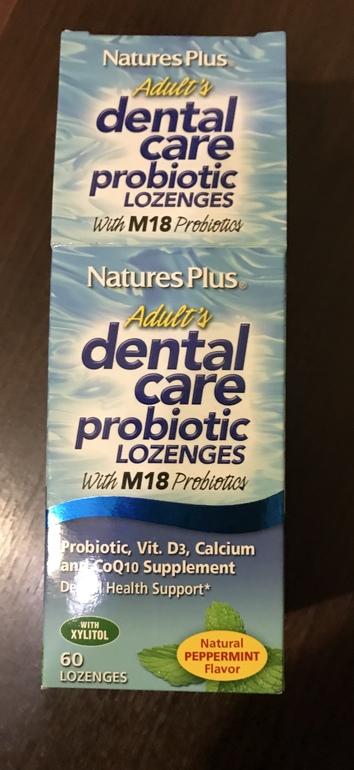 NaturesPlus
Adult's
dental
care
probiotic
LOZENGES
With M18 Probiotics
NaturesPlus®
Adult's
dental
care
probiotic
LOZENGES
With M18 Probiotics
Probiotic, Vit. D3, Calcium
and CoQ10 Supplement
Dental Health Support*
WITH
XYLITOL
Natural
PEPPERMINT
Flavor
60
LOZENGES